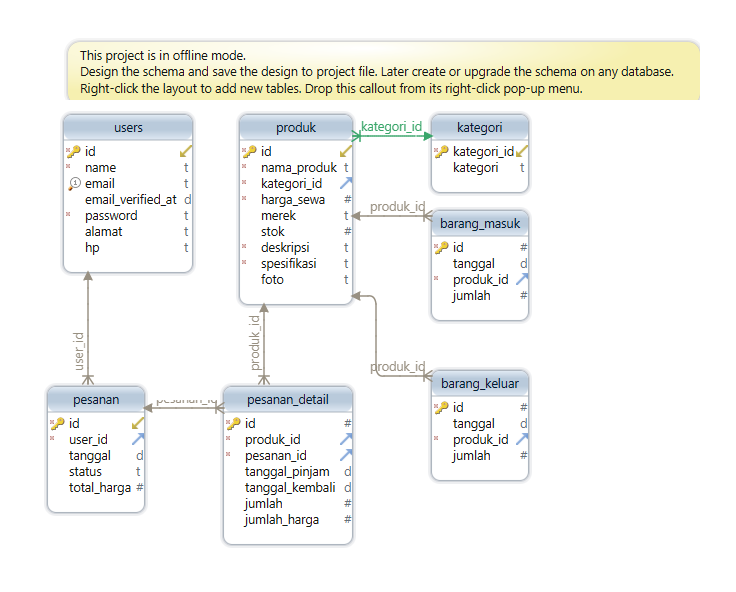 This project is in offline mode.
Design the schema and save the design to project file. Later create or upgrade the schema on any database.
Right-click the layout to add new tables. Drop this callout from its right-click pop-up menu.
users
id
name t
email t
email_verified_at d
password t
alamat t
hp t
produk
id
nama_produk t
kategori_id
harga_sewa #
merek t
stok #
deskripsi t
spesifikasi t
foto t
kategori_id
kategori
kategori_id
kategori t
produk_id
barang_masuk
id #
tanggal d
produk_id
jumlah #
produk_id
barang_keluar
id #
tanggal d
produk_id
jumlah #
user_id
produk_id
pesanan
id
user_id
tanggal d
status t
total_harga #
pesanan_id
pesanan_detail
id #
produk_id
pesanan_id
tanggal_pinjam d
tanggal_kembali d
jumlah #
jumlah_harga #